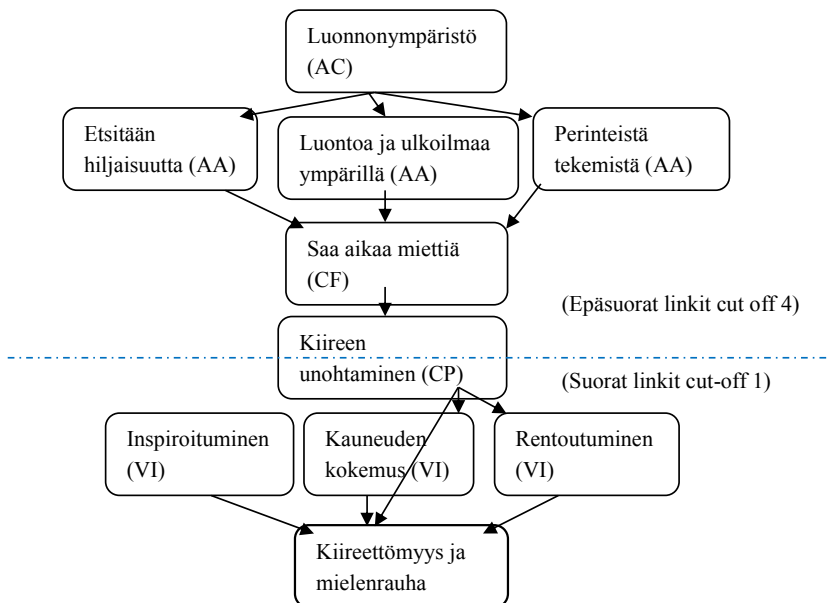 Luonnonympäristö
(AC)
Etsitään
hiljaisuutta (AA)
Luontoa ja ulkoilmaa
ympärillä (AA)
Perinteistä
tekemistä (AA)
Saa aikaa miettiä
(CF)
(Epäsuorat linkit cut off 4)
Kiireen
unohtaminen (CP)
(Suorat linkit cut-off 1)
Inspiroituminen
(VI)
Kauneuden
kokemus (VI)
Rentoutuminen
(VI)
Kiireettömyys ja
mielenrauha